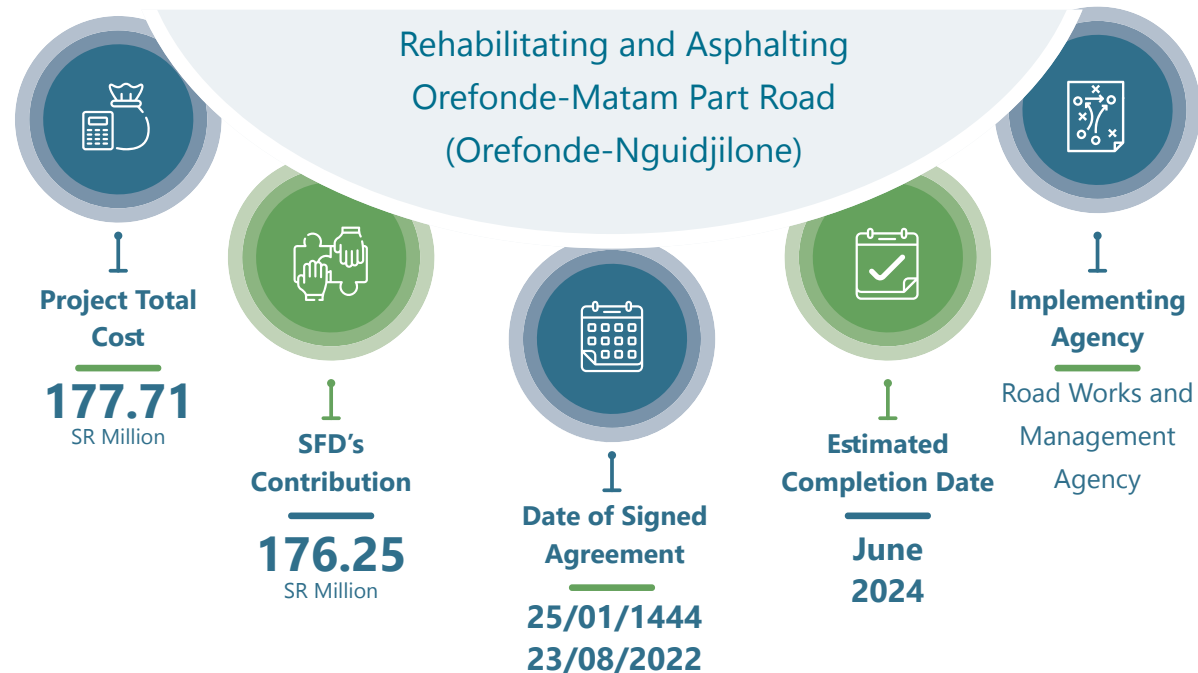 Rehabilitating and Asphalting
Orefonde-Matam Part Road
(Orefonde-Nguidjilone)
Project Total
Cost
177.71
SR Million
SFD’s
Contribution
176.25
SR Million
Date of Signed
Agreement
25/01/1444
23/08/2022
Estimated
Completion Date
June
2024
Implementing
Agency
Road Works and
Management
Agency